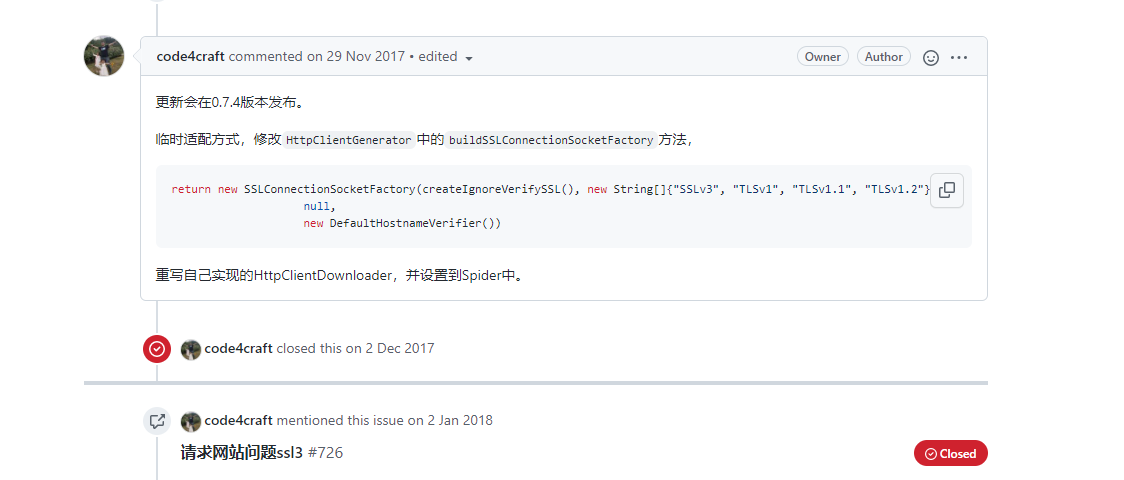 code4craft commented on 29 Nov 2017 • edited
Owner
Author
更新会在0.7.4版本发布。
临时适配方式，修改 HttpClientGenerator 中的 buildSSLConnectionSocketFactory 方法，
return new SSLConnectionSocketFactory(createIgnoreVerifySSL(), new String[]{"SSLv3", "TLSv1", "TLSv1.1", "TLSv1.2"}
null,
new DefaultHostnameVerifier())
重写自己实现的HttpClientDownloader，并设置到Spider中。
code4craft closed this on 2 Dec 2017
code4craft mentioned this issue on 2 Jan 2018
请求网站问题ssl3 #726
Closed